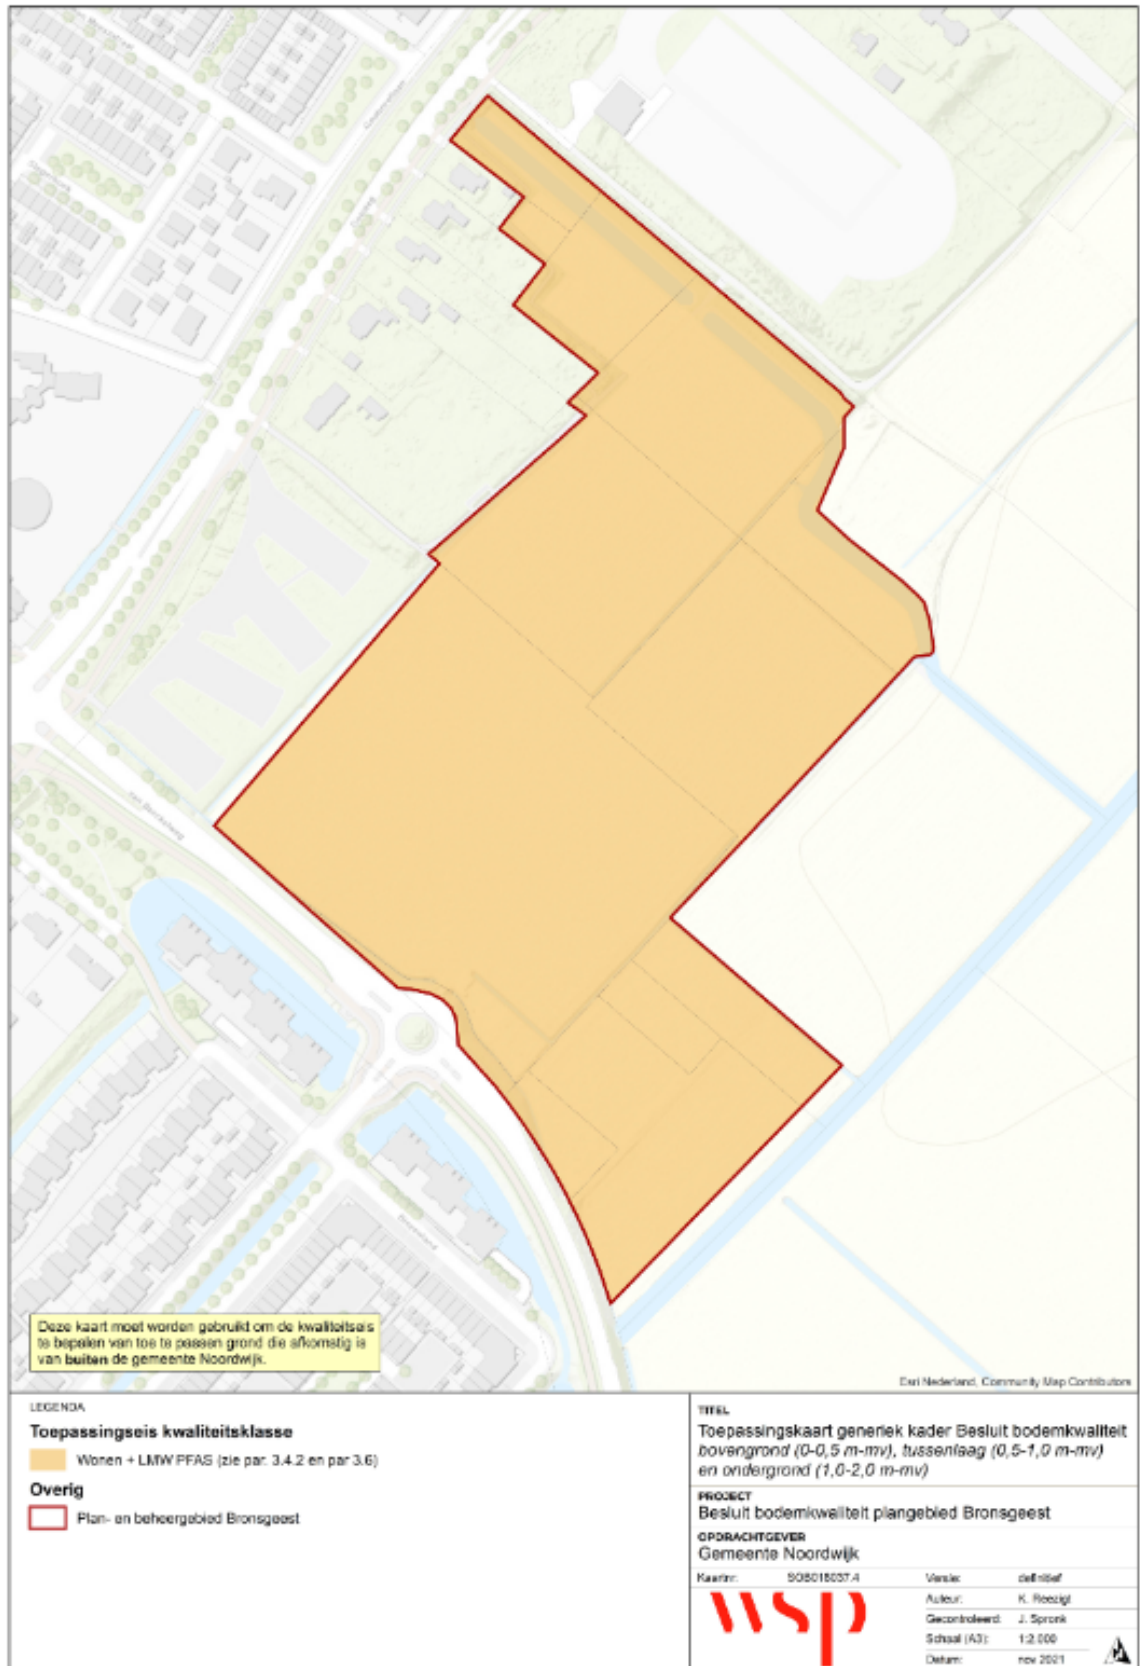 Deze kaart moet worden gebruikt om de kwaliteitseis
te bepalen van toe te passen grond die afkomstig is
van buiten de gemeente Noordwijk.
Esri Nederland, Community Map Contributors
LEGENDA
Toepassingseis kwaliteitsklasse
Wonen + LMW PFAS (zie par. 3.4.2 en par 3.6)
Overig
Plan- en beheergebied Bronsgeest
TITEL
Toepassingskaart generiek kader Besluit bodemkwaliteit
bovengrond (0-0,5 m-mv), tussenlaag (0,5-1,0 m-mv)
en ondergrond (1,0-2,0 m-mv)
PROJECT
Besluit bodemkwaliteit plangebied Bronsgeest
OPDRACHTGEVER
Gemeente Noordwijk
Kaartnr: SOB018037.4
Versie: definitief
Auteur: K. Reezigt
Gecontroleerd: J. Spronk
Schaal (A3): 1:2.000
Datum: nov 2021
wsp